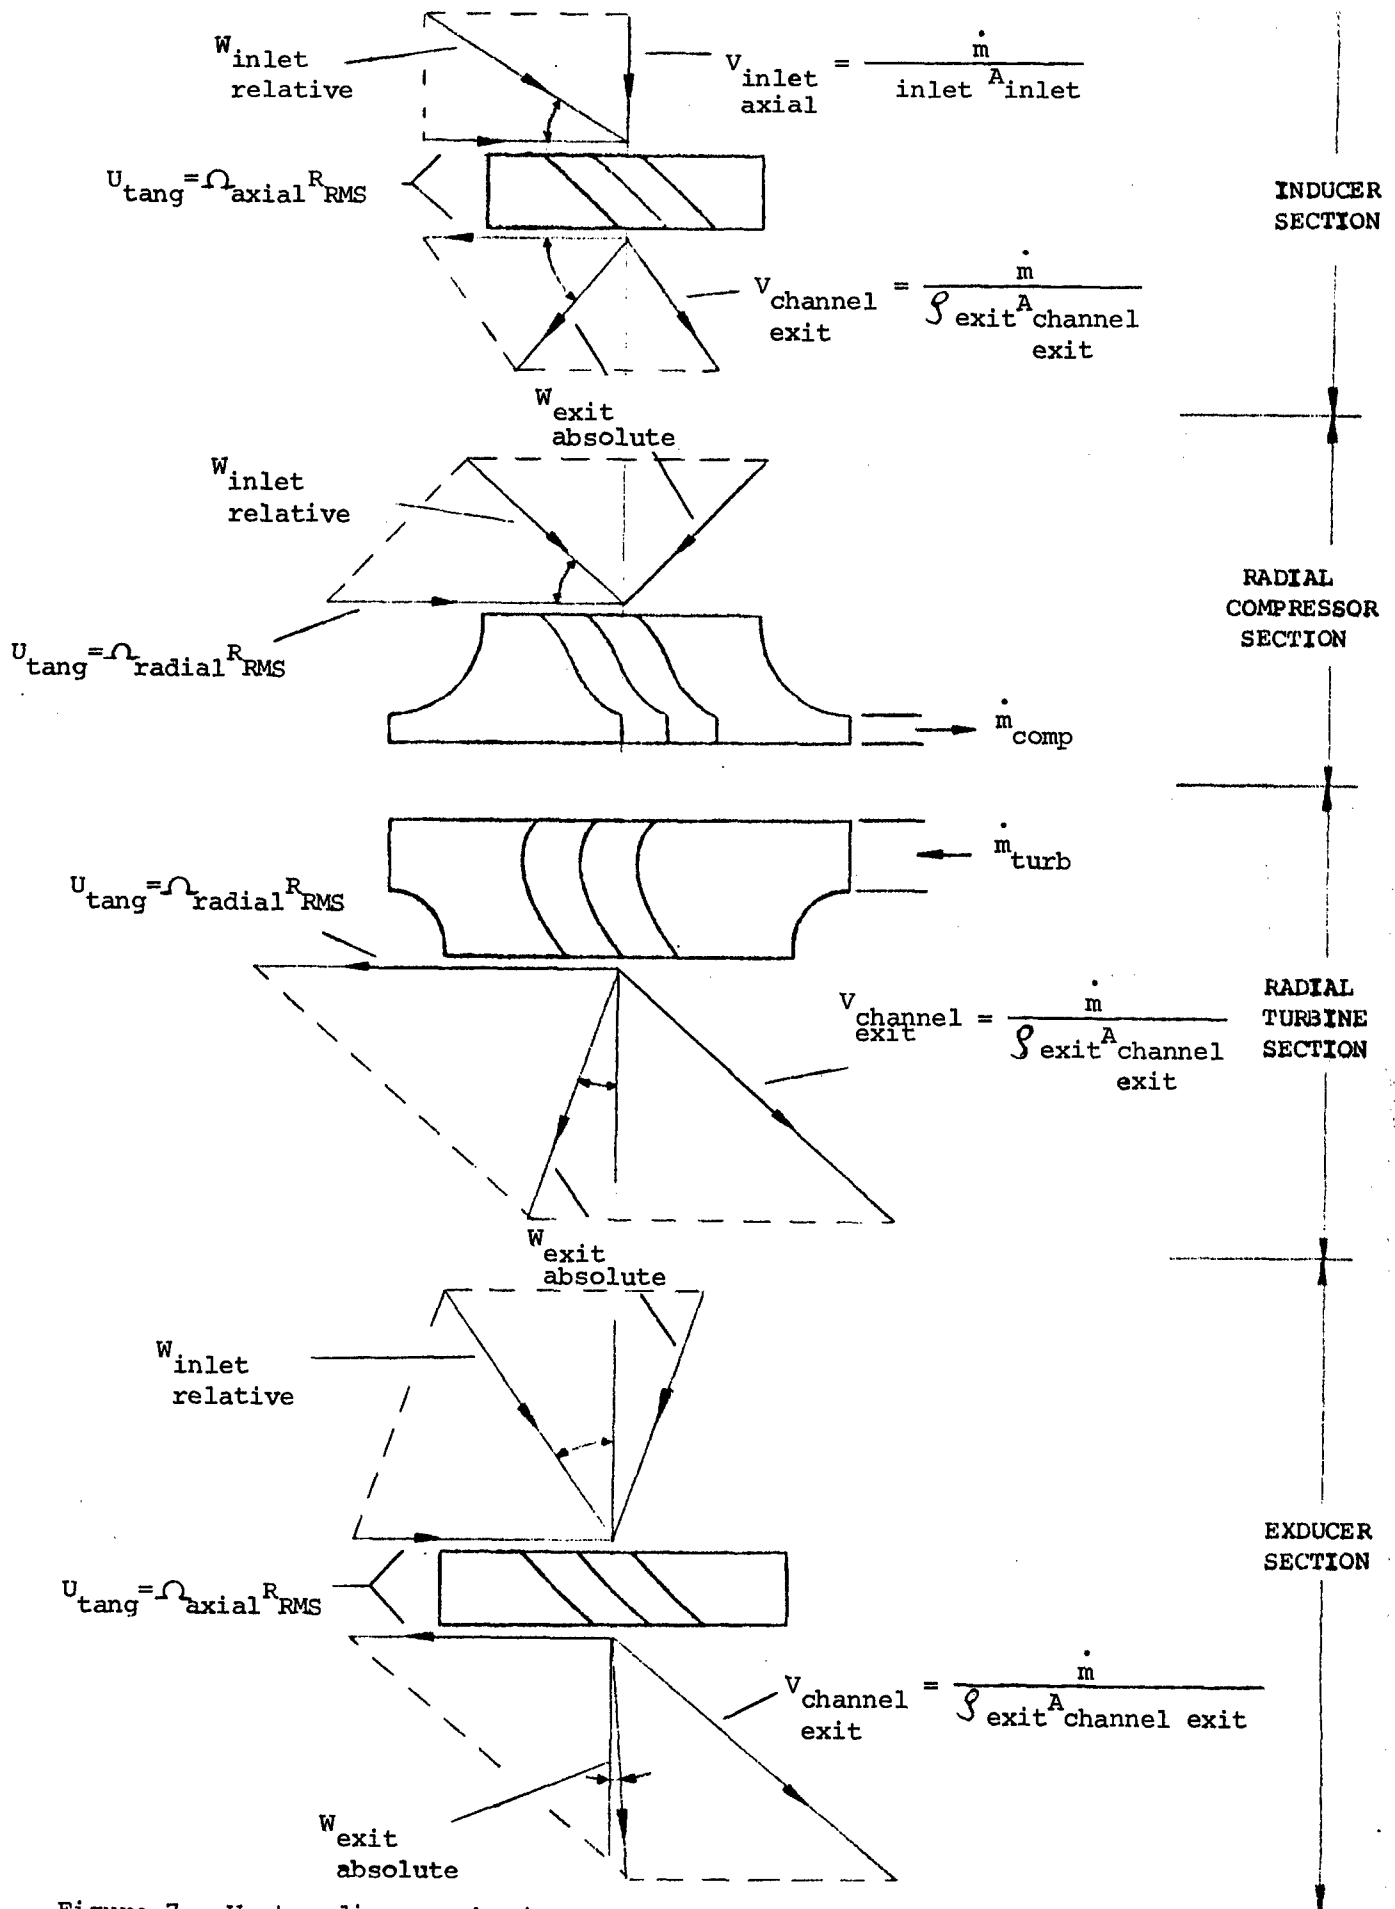 W inlet relative
V inlet axial = ṁ / inlet A inlet
U tang = Ω axial R RMS
INDUCER SECTION
V channel exit = ṁ / ρ exit A channel exit
W exit absolute
W inlet relative
RADIAL COMPRESSOR SECTION
U tang = Ω radial R RMS
ṁ comp
ṁ turb
U tang = Ω radial R RMS
V channel exit = ṁ / ρ exit A channel exit
RADIAL TURBINE SECTION
W exit absolute
W inlet relative
EXDUCER SECTION
U tang = Ω axial R RMS
V channel exit = ṁ / ρ exit A channel exit
W exit absolute
Figure 7